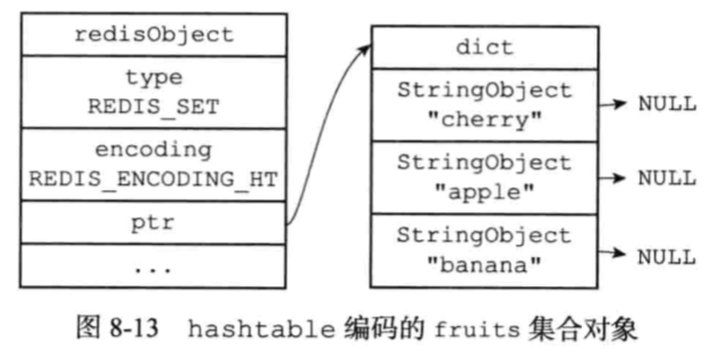 redisObject
type
REDIS_SET
encoding
REDIS_ENCODING_HT
ptr
...
dict
StringObject
"cherry"
NULL
StringObject
"apple"
NULL
StringObject
"banana"
NULL
图 8-13 hashtable 编码的 fruits 集合对象